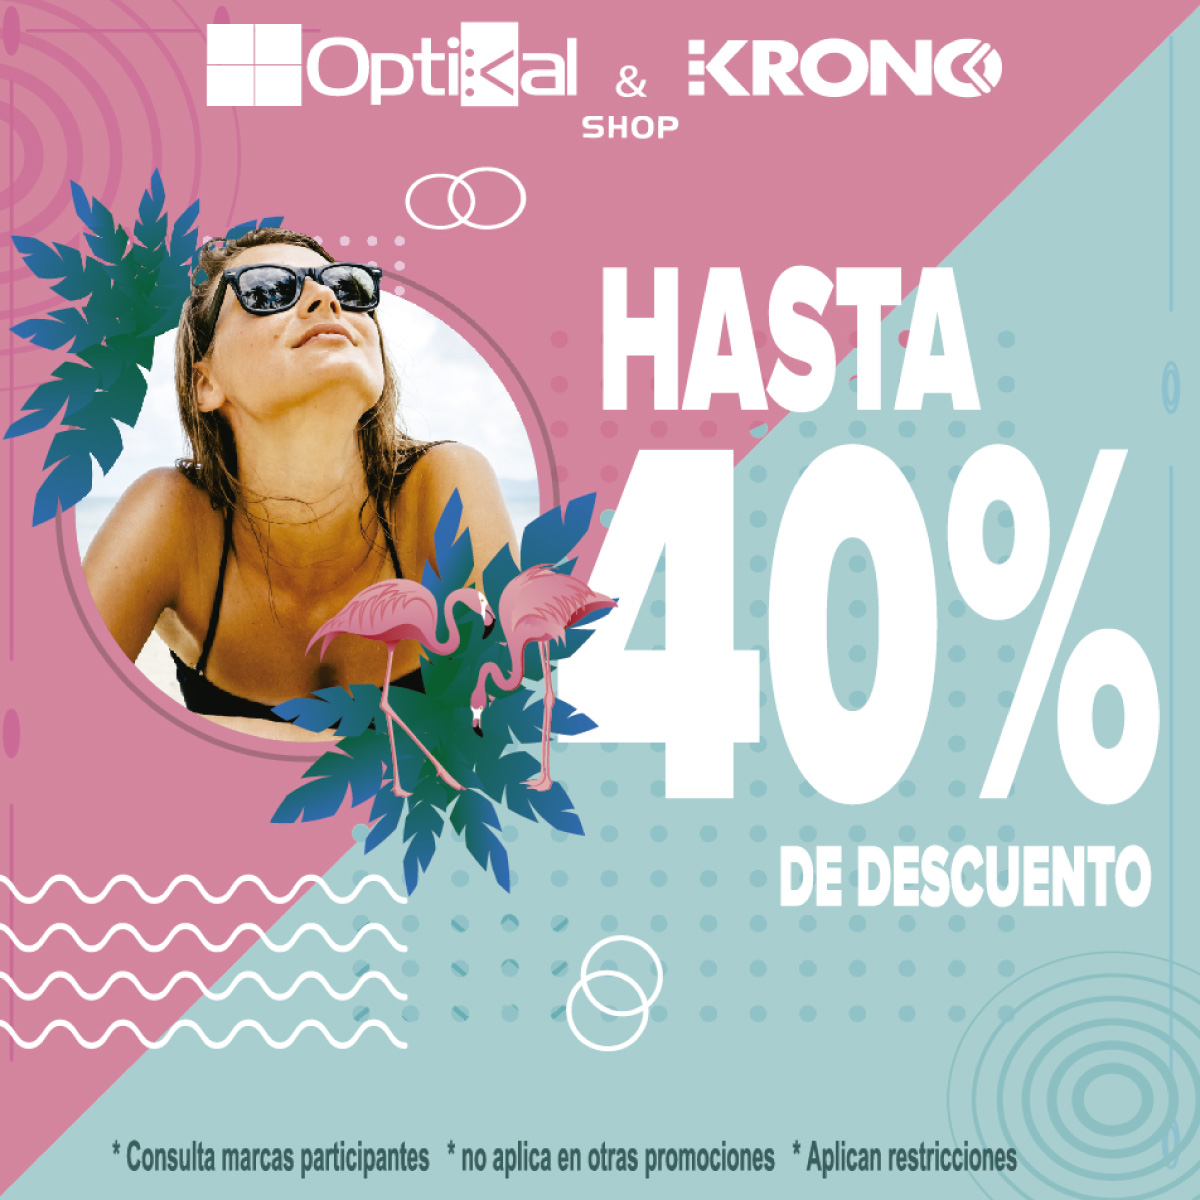 OptiKal & KRONO
SHOP
HASTA
40%
DE DESCUENTO
* Consulta marcas participantes * no aplica en otras promociones * Aplican restricciones